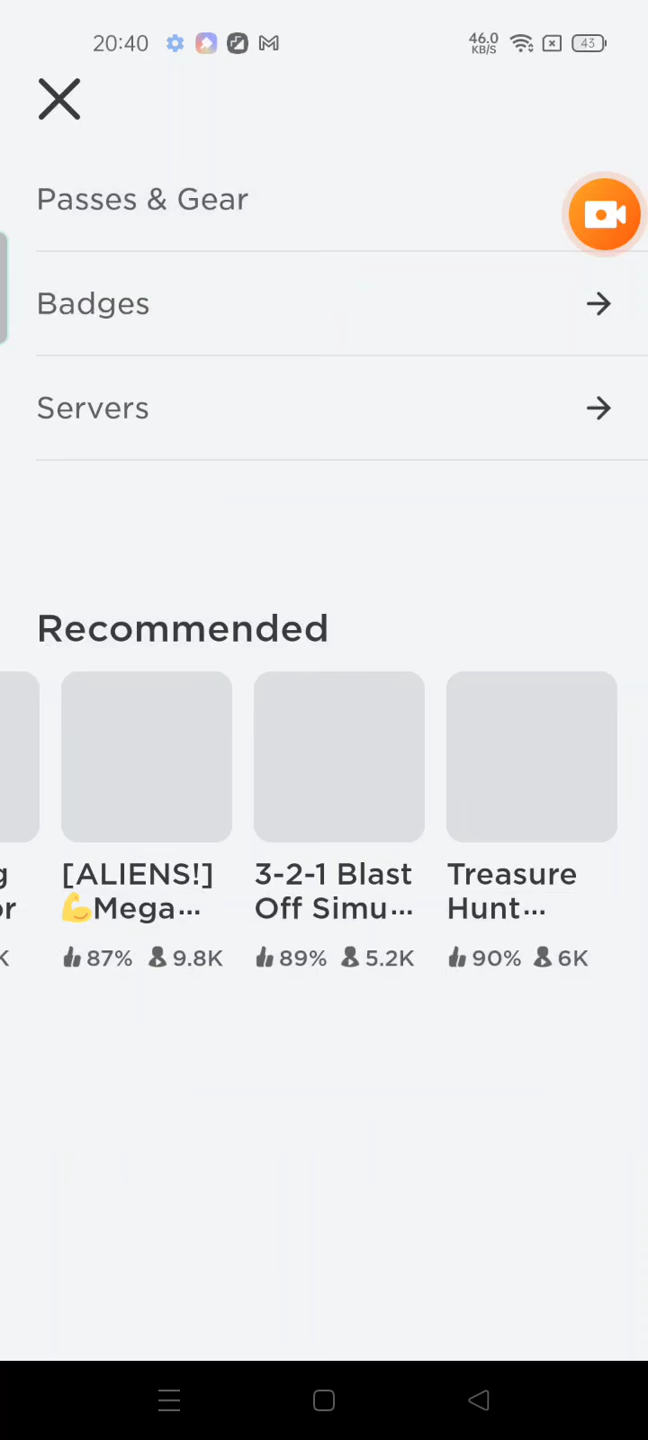 20:40 46.0 KB/S 43
Passes & Gear
Badges
Servers
Recommended
g
or
K
[ALIENS!]
💪Mega...
87% 9.8K
3-2-1 Blast
Off Simu...
89% 5.2K
Treasure
Hunt...
90% 6K